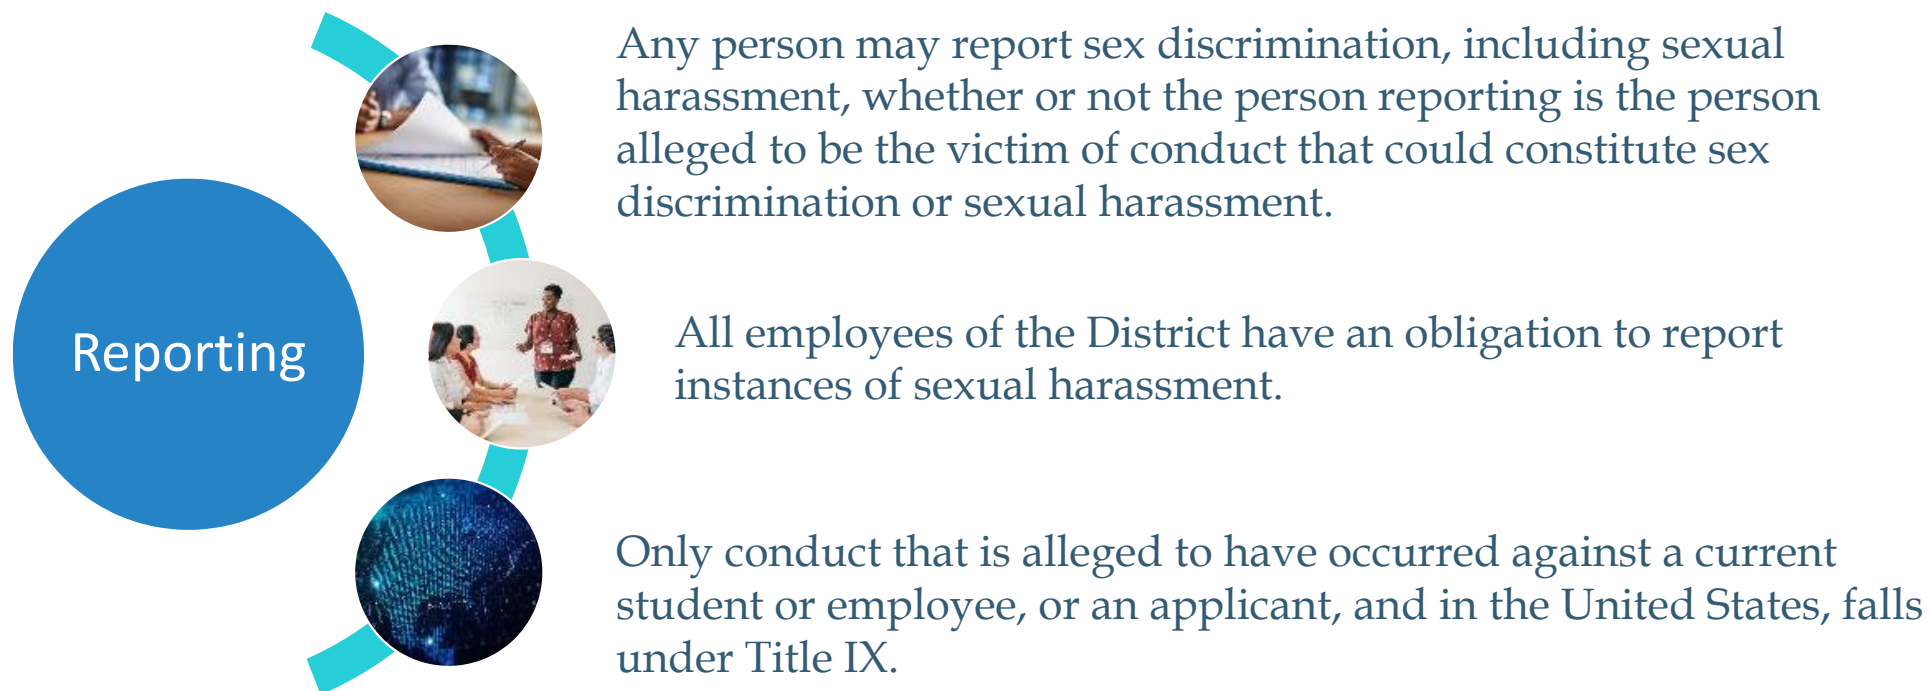 Reporting
Any person may report sex discrimination, including sexual
harassment, whether or not the person reporting is the person
alleged to be the victim of conduct that could constitute sex
discrimination or sexual harassment.
All employees of the District have an obligation to report
instances of sexual harassment.
Only conduct that is alleged to have occurred against a current
student or employee, or an applicant, and in the United States, falls
under Title IX.